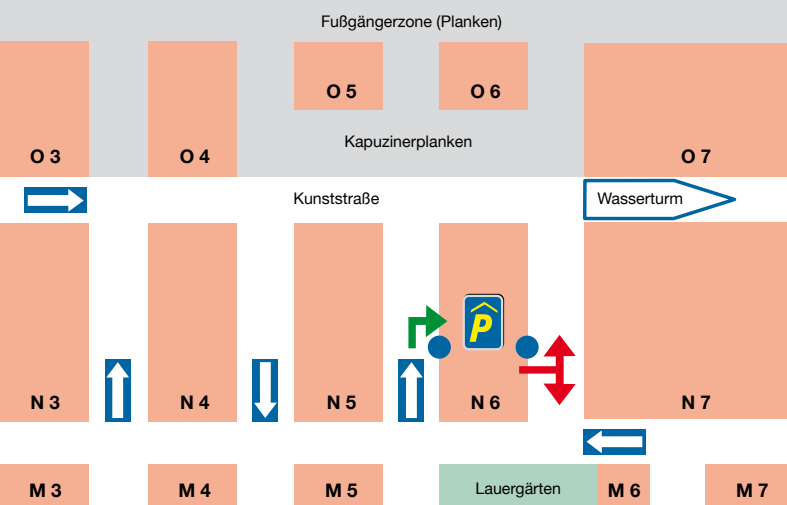 Fußgängerzone (Planken)
O 5
O 6
Kapuzinerplanken
O 3
O 4
O 7
Kunststraße
Wasserturm
P
N 3
N 4
N 5
N 6
N 7
M 3
M 4
M 5
Lauergärten
M 6
M 7